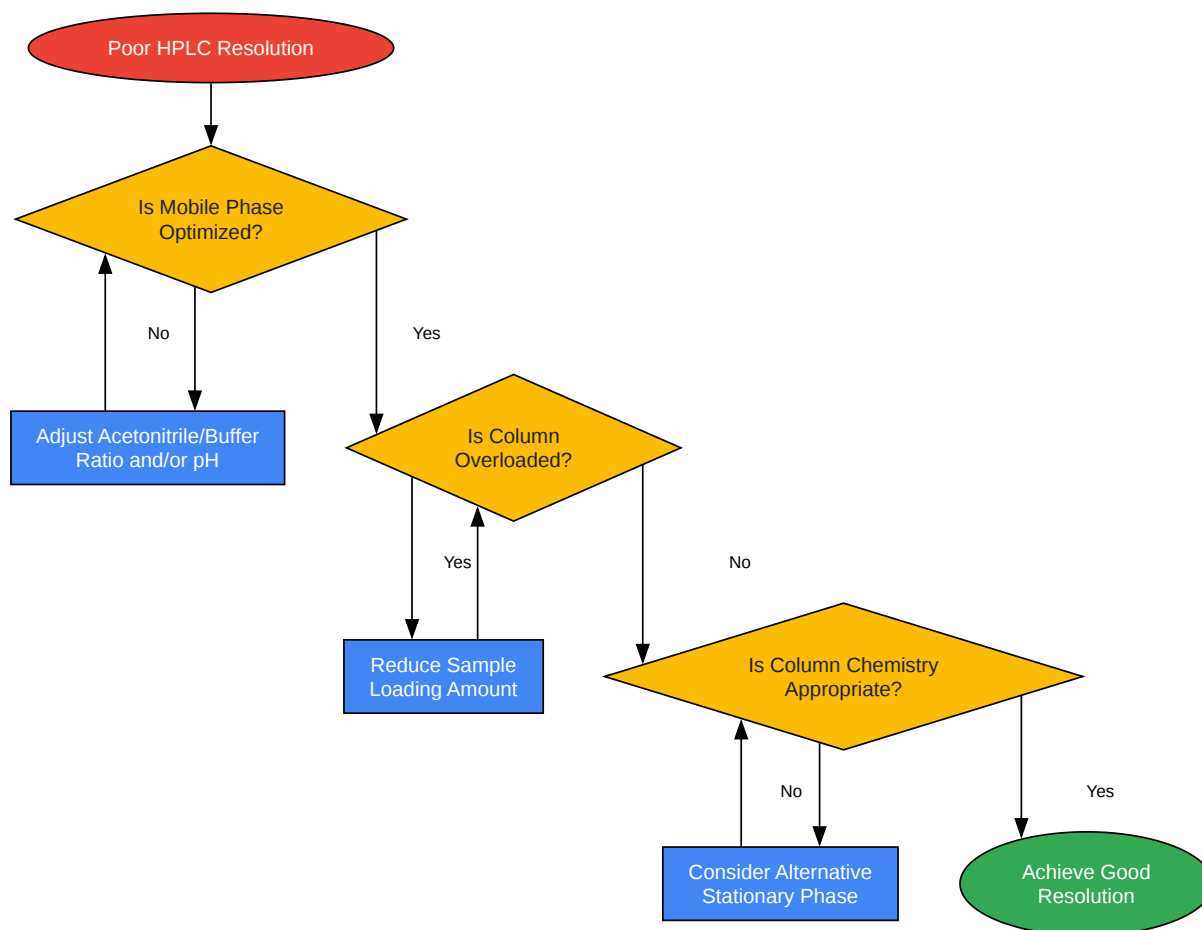 Poor HPLC Resolution
Is Mobile Phase
Optimized?
No
Yes
Adjust Acetonitrile/Buffer
Ratio and/or pH
Is Column
Overloaded?
Yes
No
Reduce Sample
Loading Amount
Is Column Chemistry
Appropriate?
No
Yes
Consider Alternative
Stationary Phase
Achieve Good
Resolution